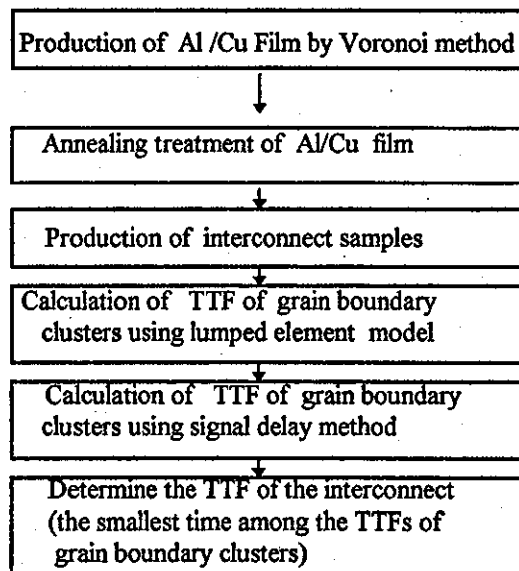 Production of Al /Cu Film by Voronoi method
Annealing treatment of Al/Cu film
Production of interconnect samples
Calculation of TTF of grain boundary
clusters using lumped element model
Calculation of TTF of grain boundary
clusters using signal delay method
Determine the TTF of the interconnect
(the smallest time among the TTFs of
grain boundary clusters)